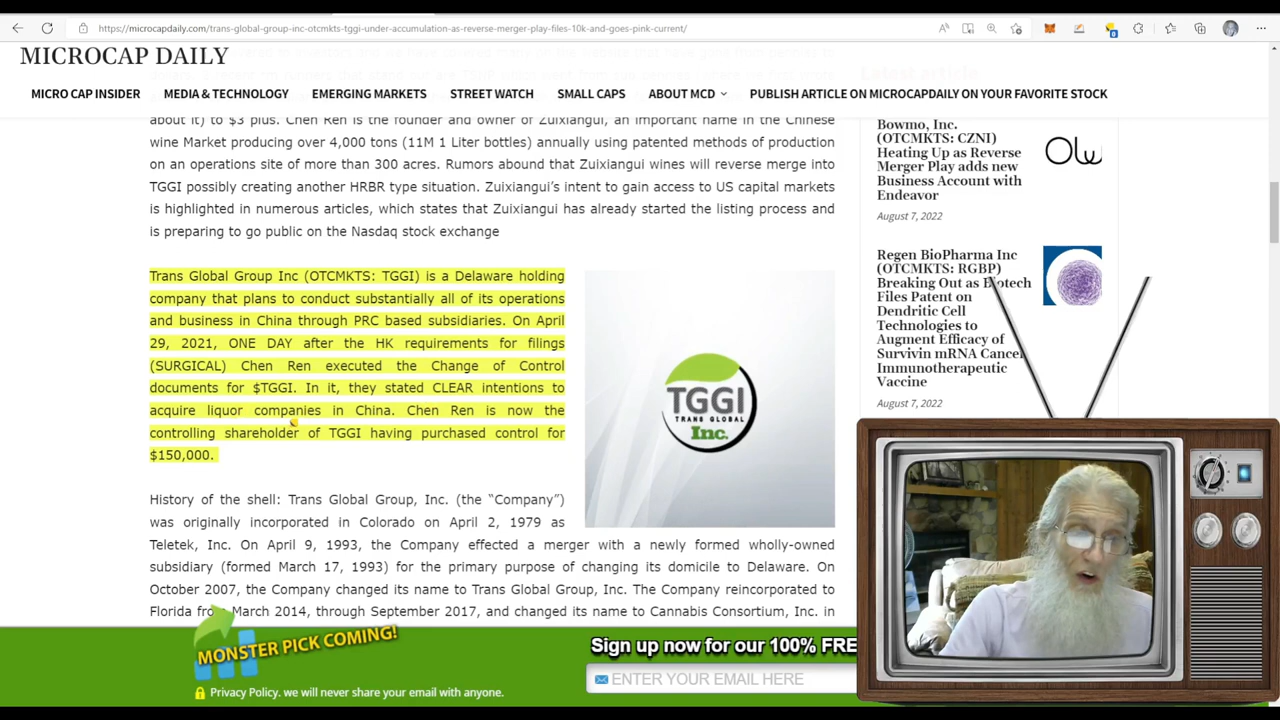 https://microcapdaily.com/trans-global-group-inc-otcmkts-tggi-under-accumulation-as-reverse-merger-play-files-10k-and-goes-pink-current/
MICROCAP DAILY
MICRO CAP INSIDER
MEDIA & TECHNOLOGY
EMERGING MARKETS
STREET WATCH
SMALL CAPS
ABOUT MCD
PUBLISH ARTICLE ON MICROCAPDAILY ON YOUR FAVORITE STOCK
Latest article
about it) to $3 plus. Chen Ren is the founder and owner of Zuixiangui, an important name in the Chinese
wine Market producing over 4,000 tons (11M 1 Liter bottles) annually using patented methods of production
on an operations site of more than 300 acres. Rumors abound that Zuixiangui wines will reverse merge into
TGGI possibly creating another HRBR type situation. Zuixiangui’s intent to gain access to US capital markets
is highlighted in numerous articles, which states that Zuixiangui has already started the listing process and
is preparing to go public on the Nasdaq stock exchange
Trans Global Group Inc (OTCMKTS: TGGI) is a Delaware holding
company that plans to conduct substantially all of its operations
and business in China through PRC based subsidiaries. On April
29, 2021, ONE DAY after the HK requirements for filings
(SURGICAL) Chen Ren executed the Change of Control
documents for $TGGI. In it, they stated CLEAR intentions to
acquire liquor companies in China. Chen Ren is now the
controlling shareholder of TGGI having purchased control for
$150,000.
TGGI
TRANS GLOBAL
Inc.
History of the shell: Trans Global Group, Inc. (the “Company”)
was originally incorporated in Colorado on April 2, 1979 as
Teletek, Inc. On April 9, 1993, the Company effected a merger with a newly formed wholly-owned
subsidiary (formed March 17, 1993) for the primary purpose of changing its domicile to Delaware. On
October 2007, the Company changed its name to Trans Global Group, Inc. The Company reincorporated to
Florida from March 2014, through September 2017, and changed its name to Cannabis Consortium, Inc. in
Bowmo, Inc.
(OTCMKTS: CZNI)
Heating Up as Reverse
Merger Play adds new
Business Account with
Endeavor
August 7, 2022
Regen BioPharma Inc
(OTCMKTS: RGBP)
Breaking Out as Biotech
Files Patent on
Dendritic Cell
Technologies to
Augment Efficacy of
Survivin mRNA Cancer
Immunotherapeutic
Vaccine
August 7, 2022
MONSTER PICK COMING!
Privacy Policy. we will never share your email with anyone.
Sign up now for our 100% FRE
ENTER YOUR EMAIL HERE